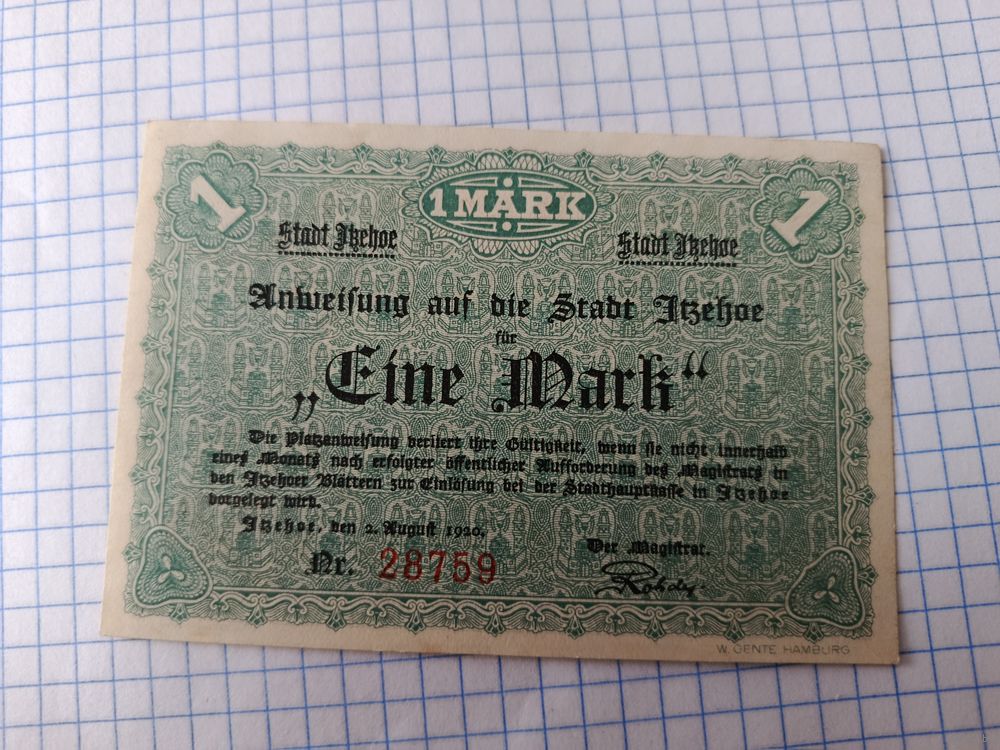 1 1 MARK 1
Stadt Itzehoe Stadt Itzehoe
Anweisung auf die Stadt Itzehoe
für
„Eine Mark“
Die Platzanweisung verliert ihre Gültigkeit, wenn sie nicht innerhalb
eines Monats nach erfolgter öffentlicher Aufforderung des Magistrats in
den Itzehoer Blättern zur Einlösung bei der Stadthauptkasse in Itzehoe
vorgelegt wird.
Itzehoe, den 2. August 1920.
Der Magistrat.
Nr. 28759
Rohde
W. GENTE HAMBURG